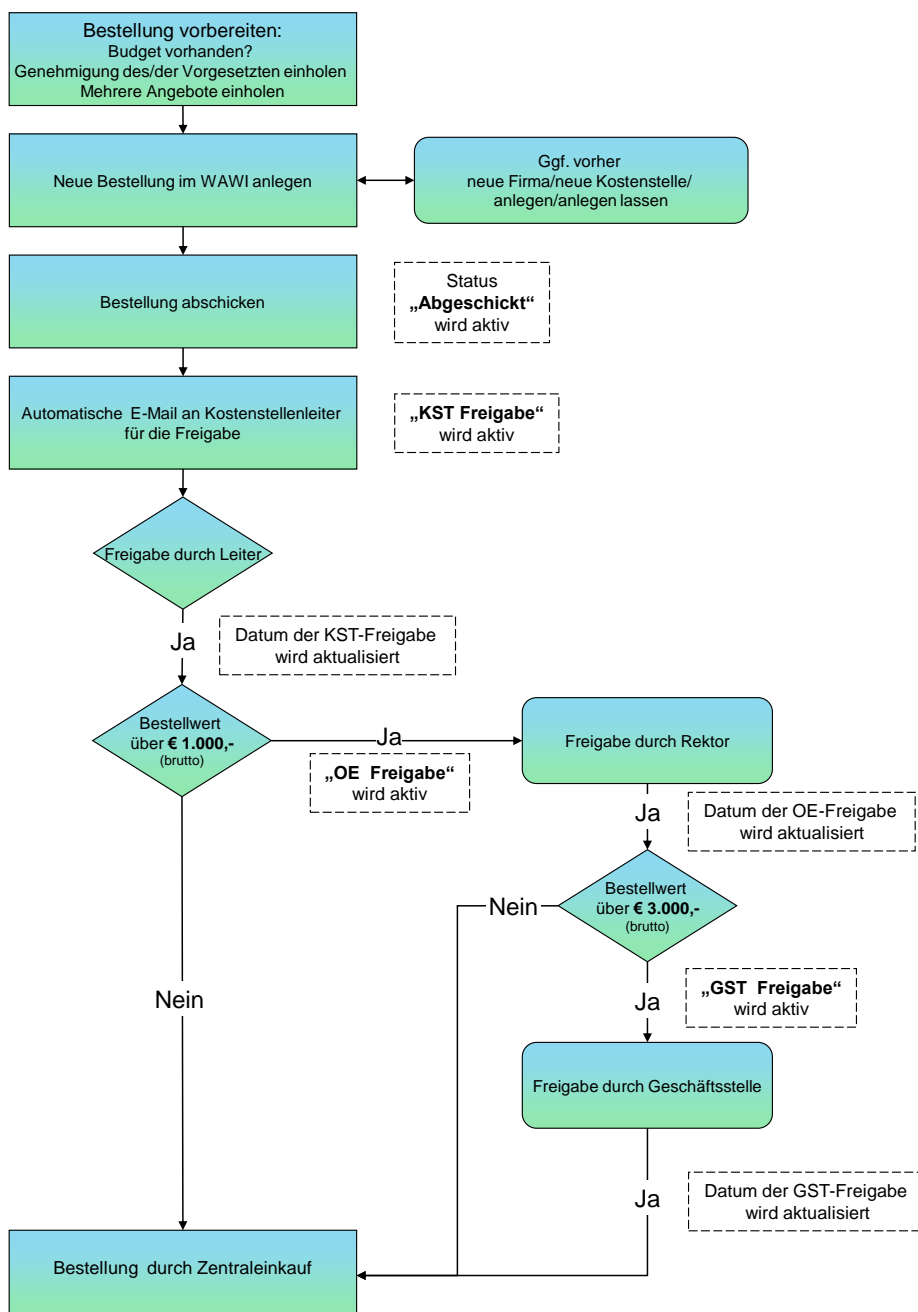 Bestellung vorbereiten:
Budget vorhanden?
Genehmigung des/der Vorgesetzten einholen
Mehrere Angebote einholen
Neue Bestellung im WAWI anlegen
Ggf. vorher
neue Firma/neue Kostenstelle/
anlegen/anlegen lassen
Bestellung abschicken
Status
„Abgeschickt“
wird aktiv
Automatische E-Mail an Kostenstellenleiter
für die Freigabe
„KST Freigabe“
wird aktiv
Freigabe durch Leiter
Ja
Datum der KST-Freigabe
wird aktualisiert
Bestellwert
über € 1.000,-
(brutto)
Ja
„OE Freigabe“
wird aktiv
Freigabe durch Rektor
Ja
Datum der OE-Freigabe
wird aktualisiert
Bestellwert
über € 3.000,-
(brutto)
Nein
Nein
Ja
„GST Freigabe“
wird aktiv
Freigabe durch Geschäftsstelle
Ja
Datum der GST-Freigabe
wird aktualisiert
Bestellung durch Zentraleinkauf